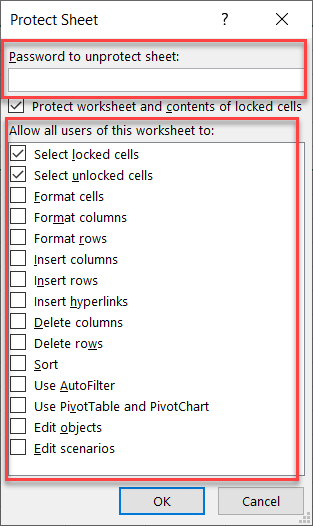 Protect Sheet ? ×
Password to unprotect sheet:
Protect worksheet and contents of locked cells
Allow all users of this worksheet to:
Select locked cells
Select unlocked cells
Format cells
Format columns
Format rows
Insert columns
Insert rows
Insert hyperlinks
Delete columns
Delete rows
Sort
Use AutoFilter
Use PivotTable and PivotChart
Edit objects
Edit scenarios
OK Cancel